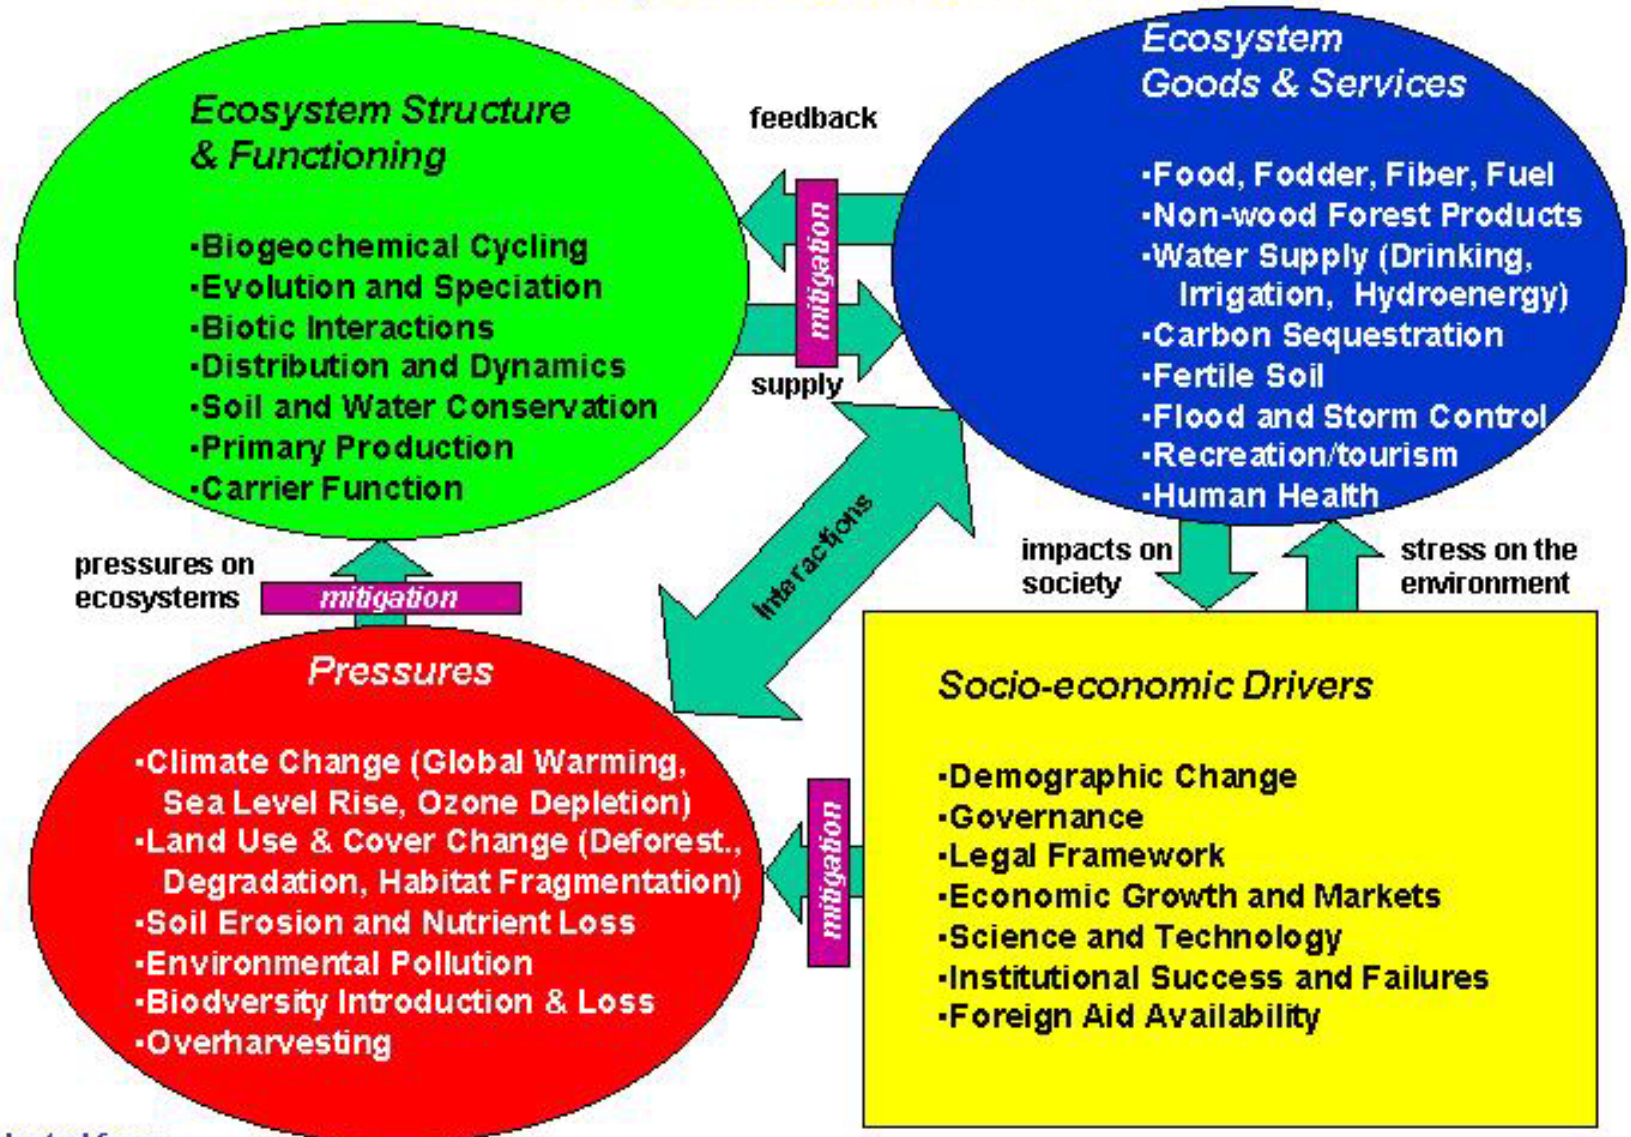 Ecosystem Structure
& Functioning
▪Biogeochemical Cycling
▪Evolution and Speciation
▪Biotic Interactions
▪Distribution and Dynamics
▪Soil and Water Conservation
▪Primary Production
▪Carrier Function
feedback
mitigation
supply
Ecosystem
Goods & Services
▪Food, Fodder, Fiber, Fuel
▪Non-wood Forest Products
▪Water Supply (Drinking,
Irrigation, Hydroenergy)
▪Carbon Sequestration
▪Fertile Soil
▪Flood and Storm Control
▪Recreation/tourism
▪Human Health
pressures on
ecosystems
mitigation
Interactions
impacts on
society
stress on the
environment
Pressures
▪Climate Change (Global Warming,
Sea Level Rise, Ozone Depletion)
▪Land Use & Cover Change (Deforest.,
Degradation, Habitat Fragmentation)
▪Soil Erosion and Nutrient Loss
▪Environmental Pollution
▪Biodversity Introduction & Loss
▪Overharvesting
mitigation
Socio-economic Drivers
▪Demographic Change
▪Governance
▪Legal Framework
▪Economic Growth and Markets
▪Science and Technology
▪Institutional Success and Failures
▪Foreign Aid Availability